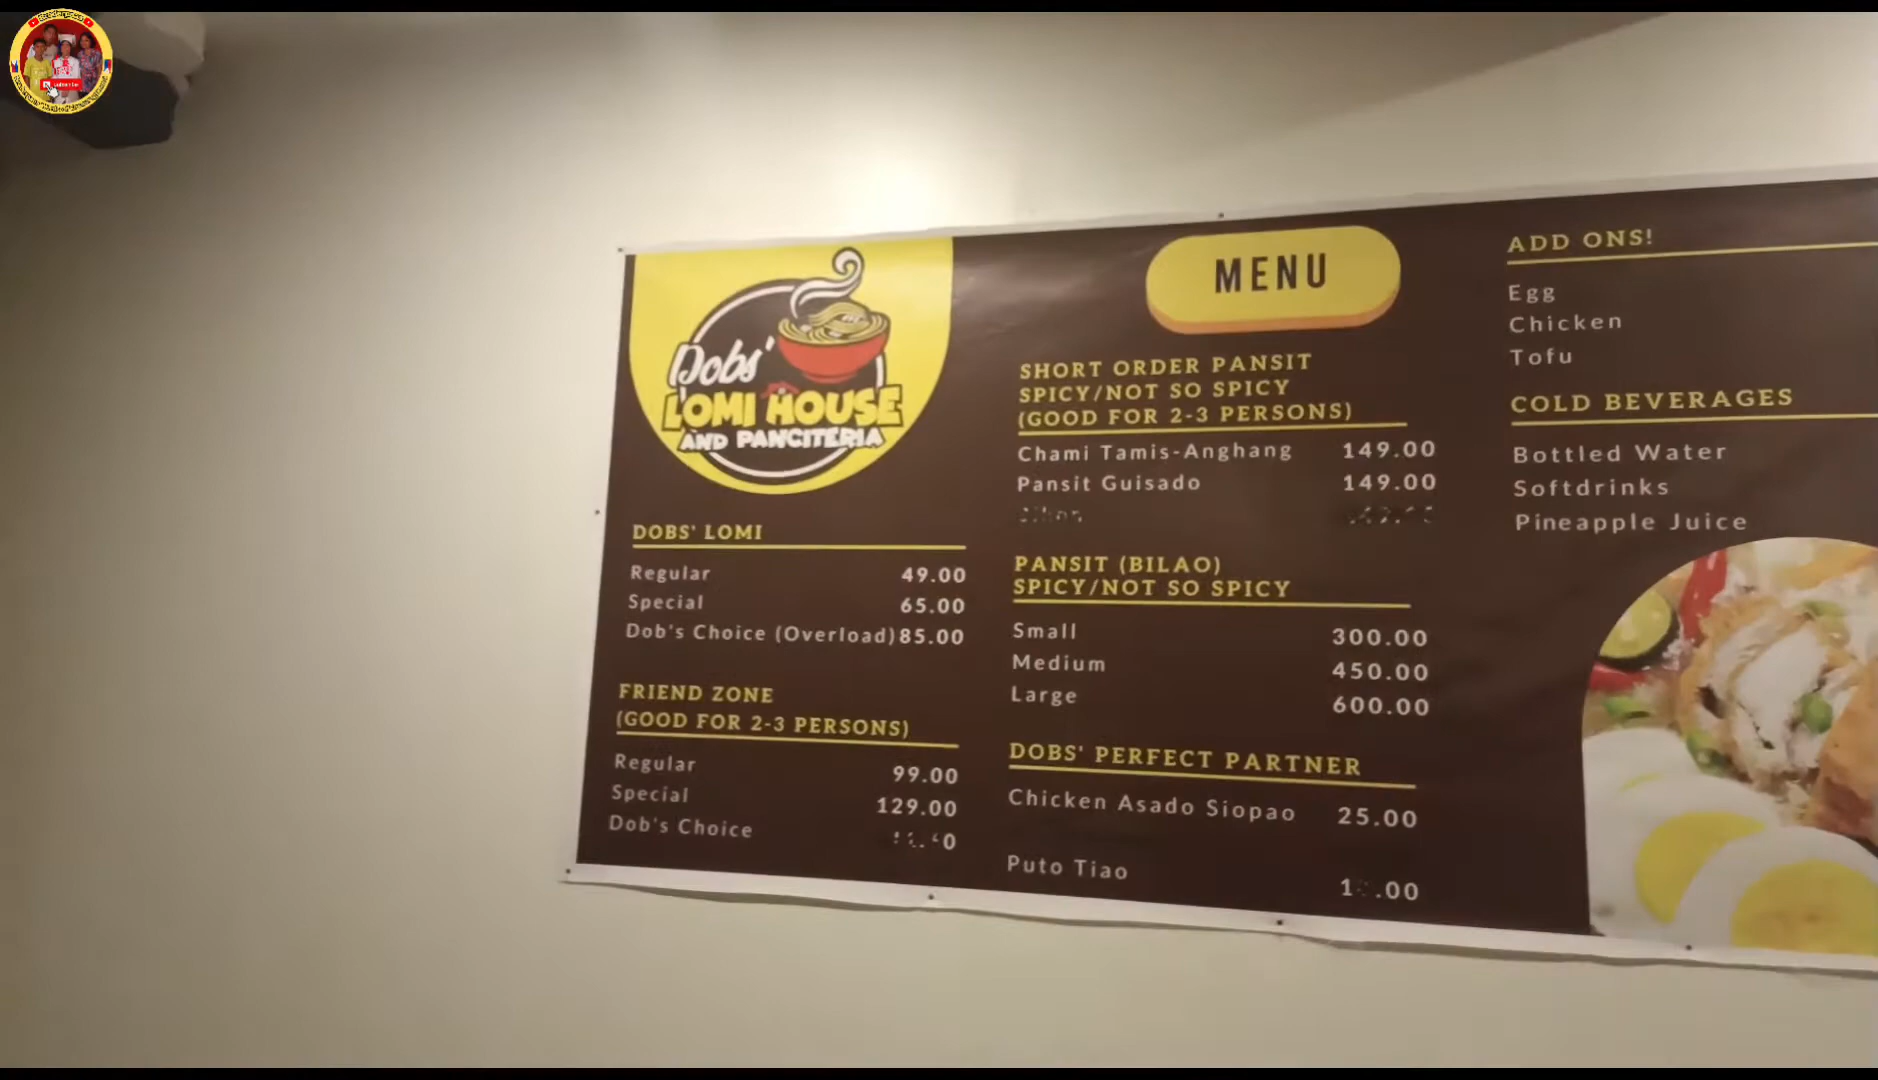 Dobs'
LOMI HOUSE
AND PANCITERIA
DOBS' LOMI
Regular 49.00
Special 65.00
Dob's Choice (Overload) 85.00
FRIEND ZONE
(GOOD FOR 2-3 PERSONS)
Regular 99.00
Special 129.00
Dob's Choice
MENU
SHORT ORDER PANSIT
SPICY/NOT SO SPICY
(GOOD FOR 2-3 PERSONS)
Chami Tamis-Anghang 149.00
Pansit Guisado 149.00
PANSIT (BILAO)
SPICY/NOT SO SPICY
Small 300.00
Medium 450.00
Large 600.00
DOBS' PERFECT PARTNER
Chicken Asado Siopao 25.00
Puto Tiao
ADD ONS!
Egg
Chicken
Tofu
COLD BEVERAGES
Bottled Water
Softdrinks
Pineapple Juice